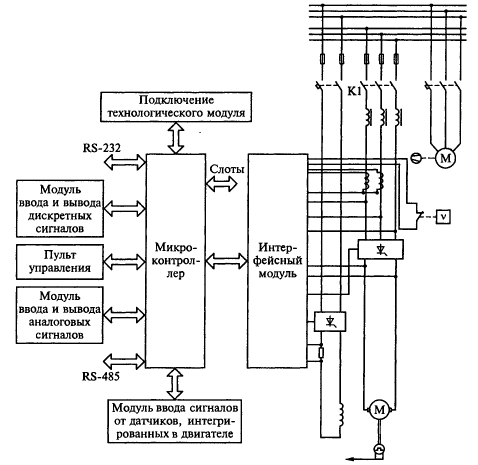 K1
Подключение
технологического модуля
M
RS-232
Слоты
Модуль
ввода и вывода
дискретных
сигналов
v
Микро-
контрол-
лер
Интер-
фейсный
модуль
Пульт
управления
Модуль
ввода и вывода
аналоговых
сигналов
RS-485
M
Модуль ввода сигналов
от датчиков, интегри-
рованных в двигателе